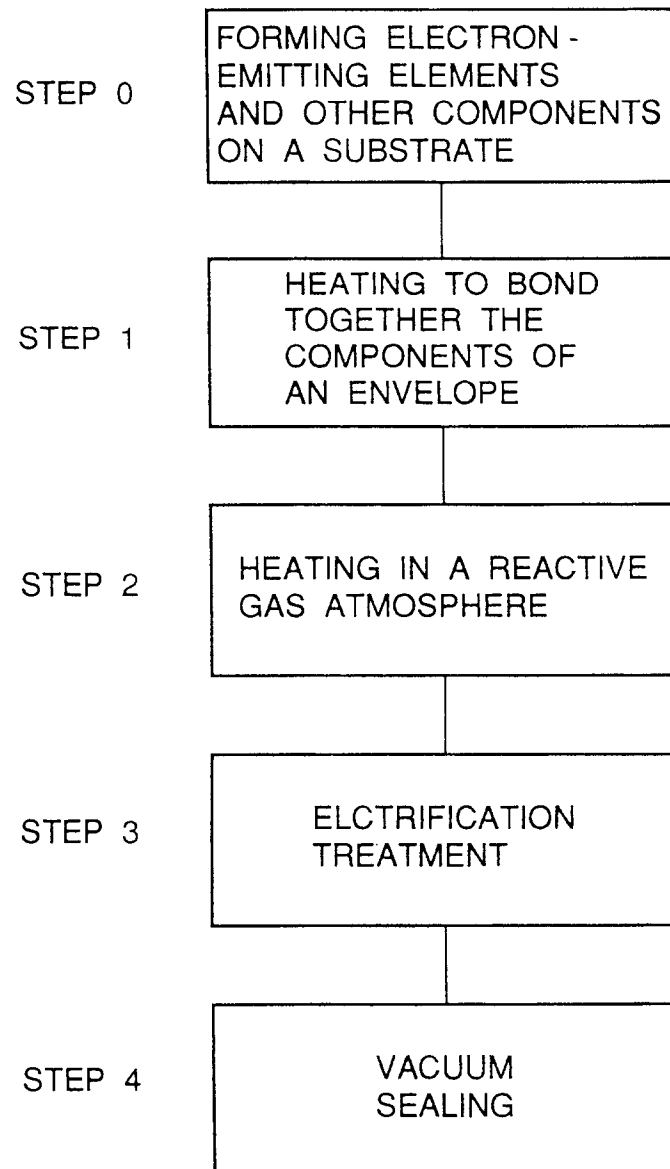 STEP 0
FORMING ELECTRON -
EMITTING ELEMENTS
AND OTHER COMPONENTS
ON A SUBSTRATE
STEP 1
HEATING TO BOND
TOGETHER THE
COMPONENTS OF
AN ENVELOPE
STEP 2
HEATING IN A REACTIVE
GAS ATMOSPHERE
STEP 3
ELCTRIFICATION
TREATMENT
STEP 4
VACUUM
SEALING